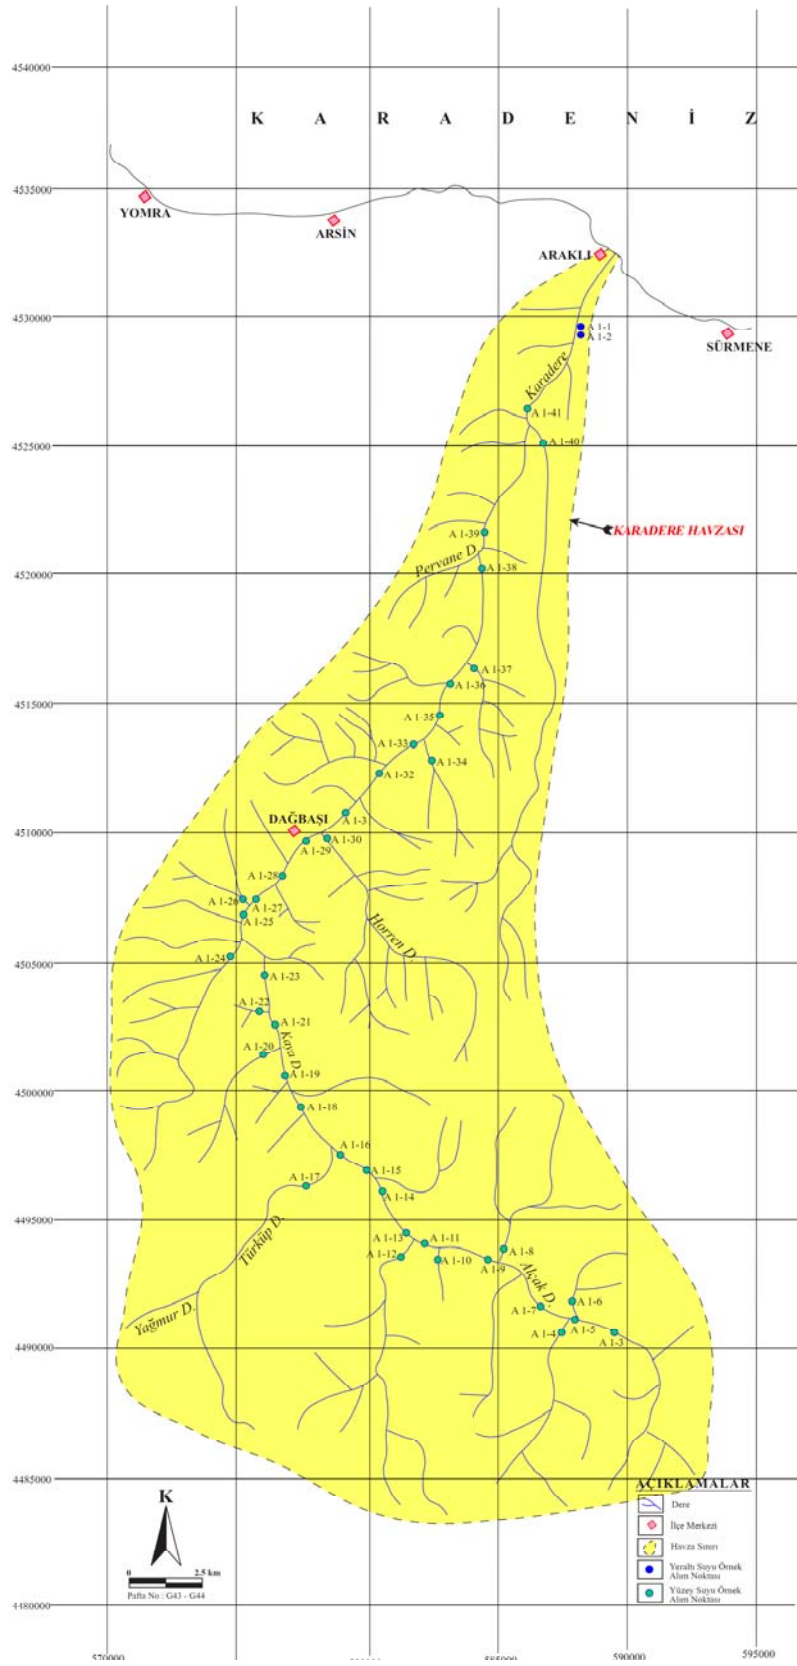 4540000
K A R A D E N İ Z
4535000
YOMRA
ARSİN
ARAKLI
4530000
A 1-1
A 1-2
SÜRMENE
Karadere
A 1-41
4525000
A 1-40
A 1-39
KARADERE HAVZASI
Pervane D.
A 1-38
4520000
A 1-37
A 1-36
4515000
A 1-35
A 1-33
A 1-34
A 1-32
A 1-3
DAĞBAŞI
4510000
A 1-30
A 1-29
A 1-28
A 1-26
A 1-27
A 1-25
Horren D.
A 1-24
4505000
A 1-23
A 1-22
A 1-21
Kaya D.
A 1-20
A 1-19
4500000
A 1-18
A 1-16
A 1-15
A 1-17
A 1-14
4495000
Türküp D.
A 1-13
A 1-11
A 1-12
A 1-10
A 1-9
A 1-8
Alçak D.
A 1-6
A 1-7
Yağmur D.
A 1-4
A 1-5
A 1-3
4490000
4485000
AÇIKLAMALAR
Dere
İlçe Merkezi
Havza Sınırı
Yeraltı Suyu Örnek
Alım Noktası
Yüzey Suyu Örnek
Alım Noktası
K
0 2.5 km
Pafta No : G43 - G44
4480000
570000
585000
590000
595000